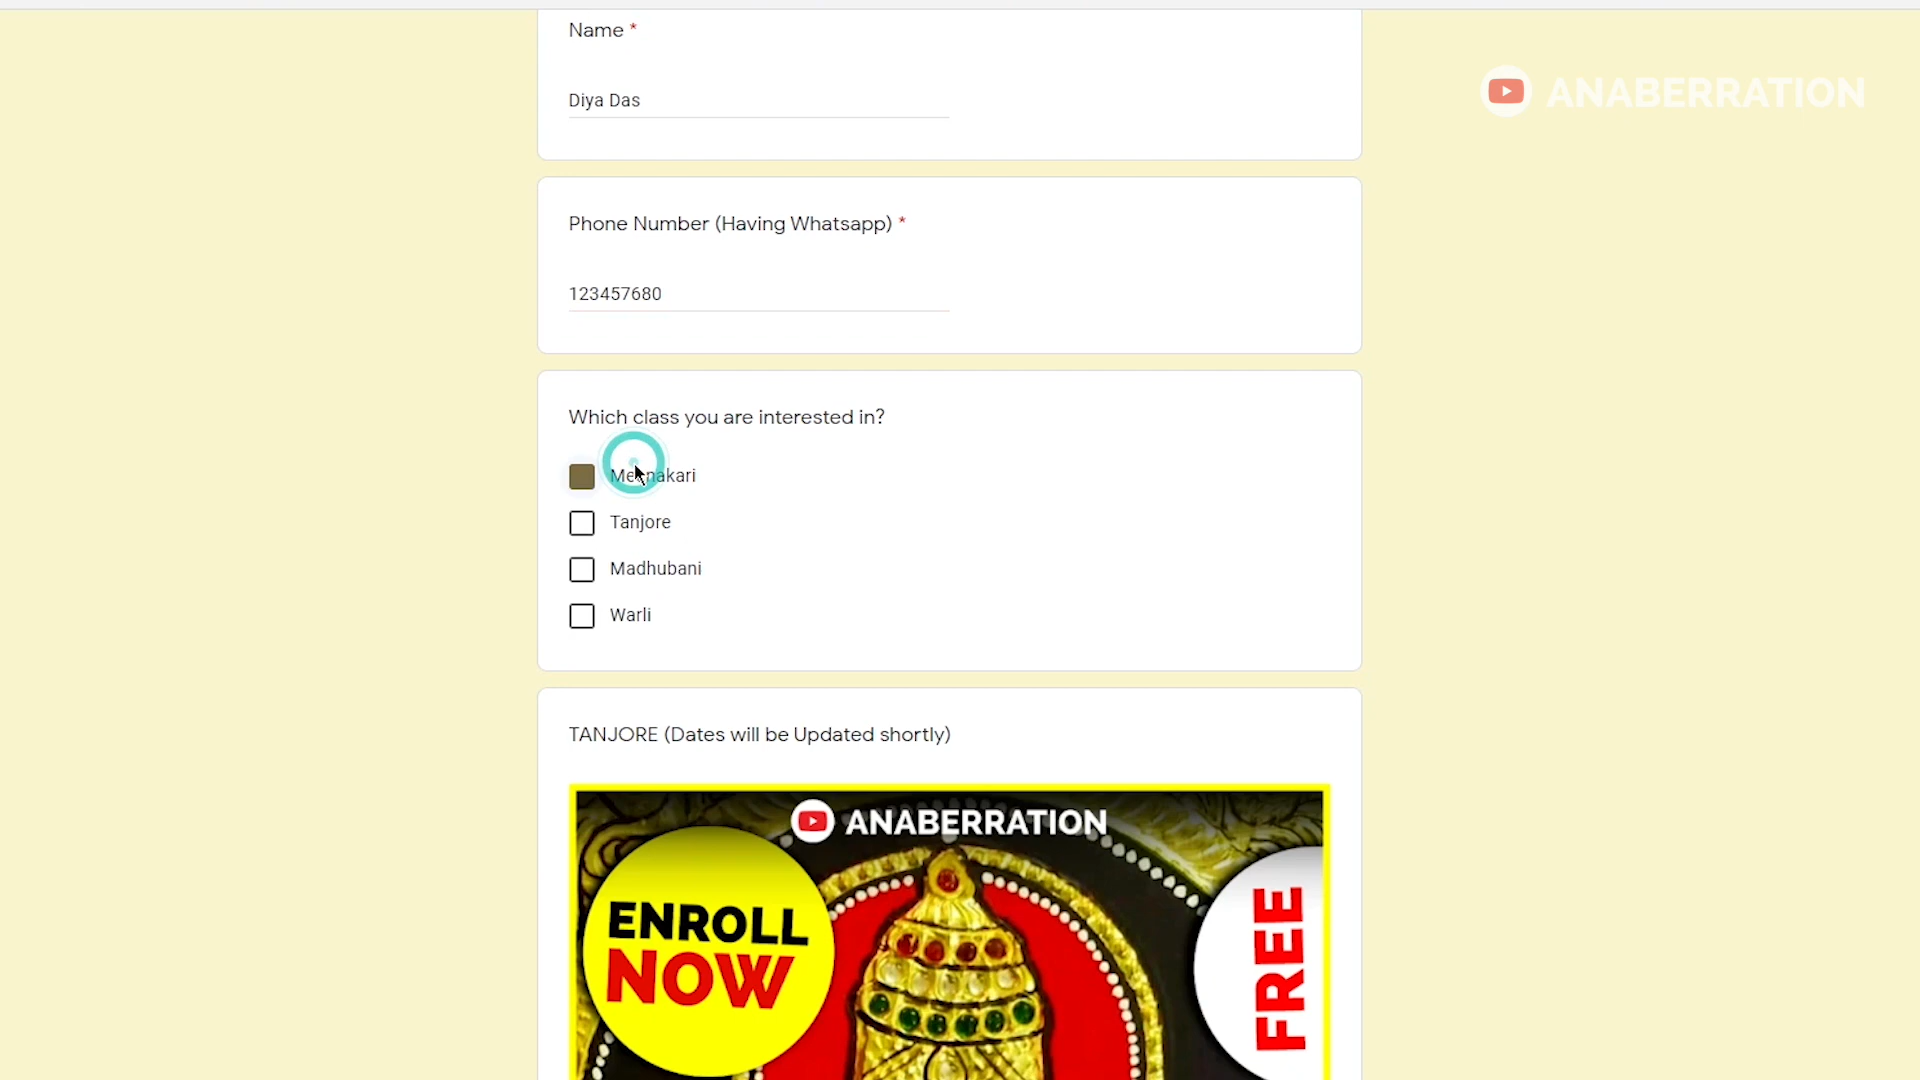 Name *
ANABERRATION
Diya Das
Phone Number (Having Whatsapp) *
123457680
Which class you are interested in?
Meenakari
Tanjore
Madhubani
Warli
TANJORE (Dates will be Updated shortly)
ANABERRATION
ENROLL
NOW
FREE